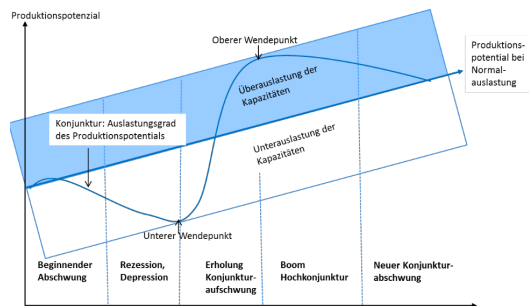 Produktionspotenzial
Oberer Wendepunkt
Produktions-
potential bei
Normal-
auslastung
Überauslastung der
Kapazitäten
Konjunktur: Auslastungsgrad
des Produktionspotentials
Unterauslastung der
Kapazitäten
Unterer Wendepunkt
Beginnender
Abschwung
Rezession,
Depression
Erholung
Konjunktur-
aufschwung
Boom
Hochkonjunktur
Neuer Konjunktur-
abschwung